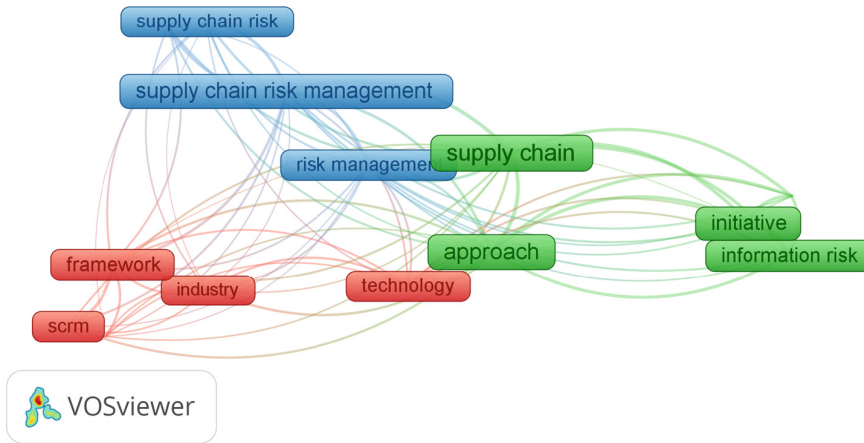 supply chain risk
supply chain risk management
supply chain
risk management
initiative
approach
information risk
framework
industry
technology
scrm
VOSviewer